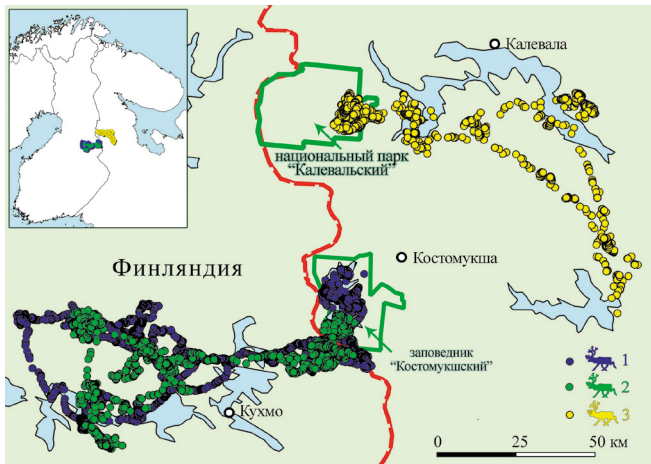 Калевала
национальный парк
“Калевальский”
Костомукша
Финляндия
заповедник
“Костомукшский”
Кухмо
1
2
3
0 25 50 км